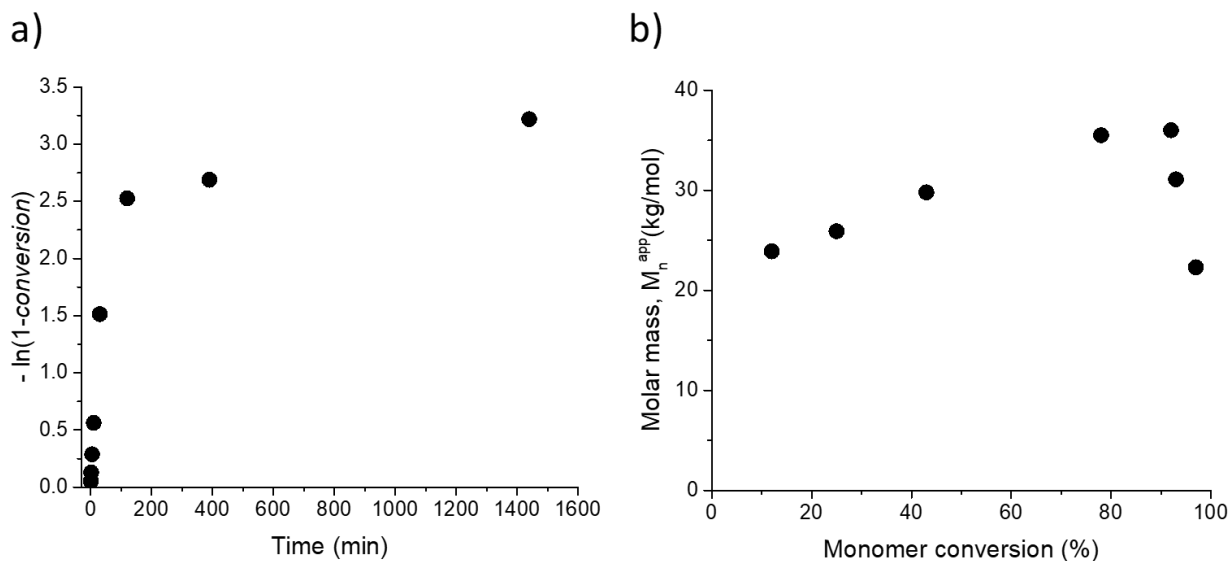 a)
- ln(1-conversion)
3.5
3.0
2.5
2.0
1.5
1.0
0.5
0.0
0 200 400 600 800 1000 1200 1400 1600
Time (min)
b)
Molar mass, Mₙᵃᵖᵖ(kg/mol)
40
30
20
10
0
0 20 40 60 80 100
Monomer conversion (%)